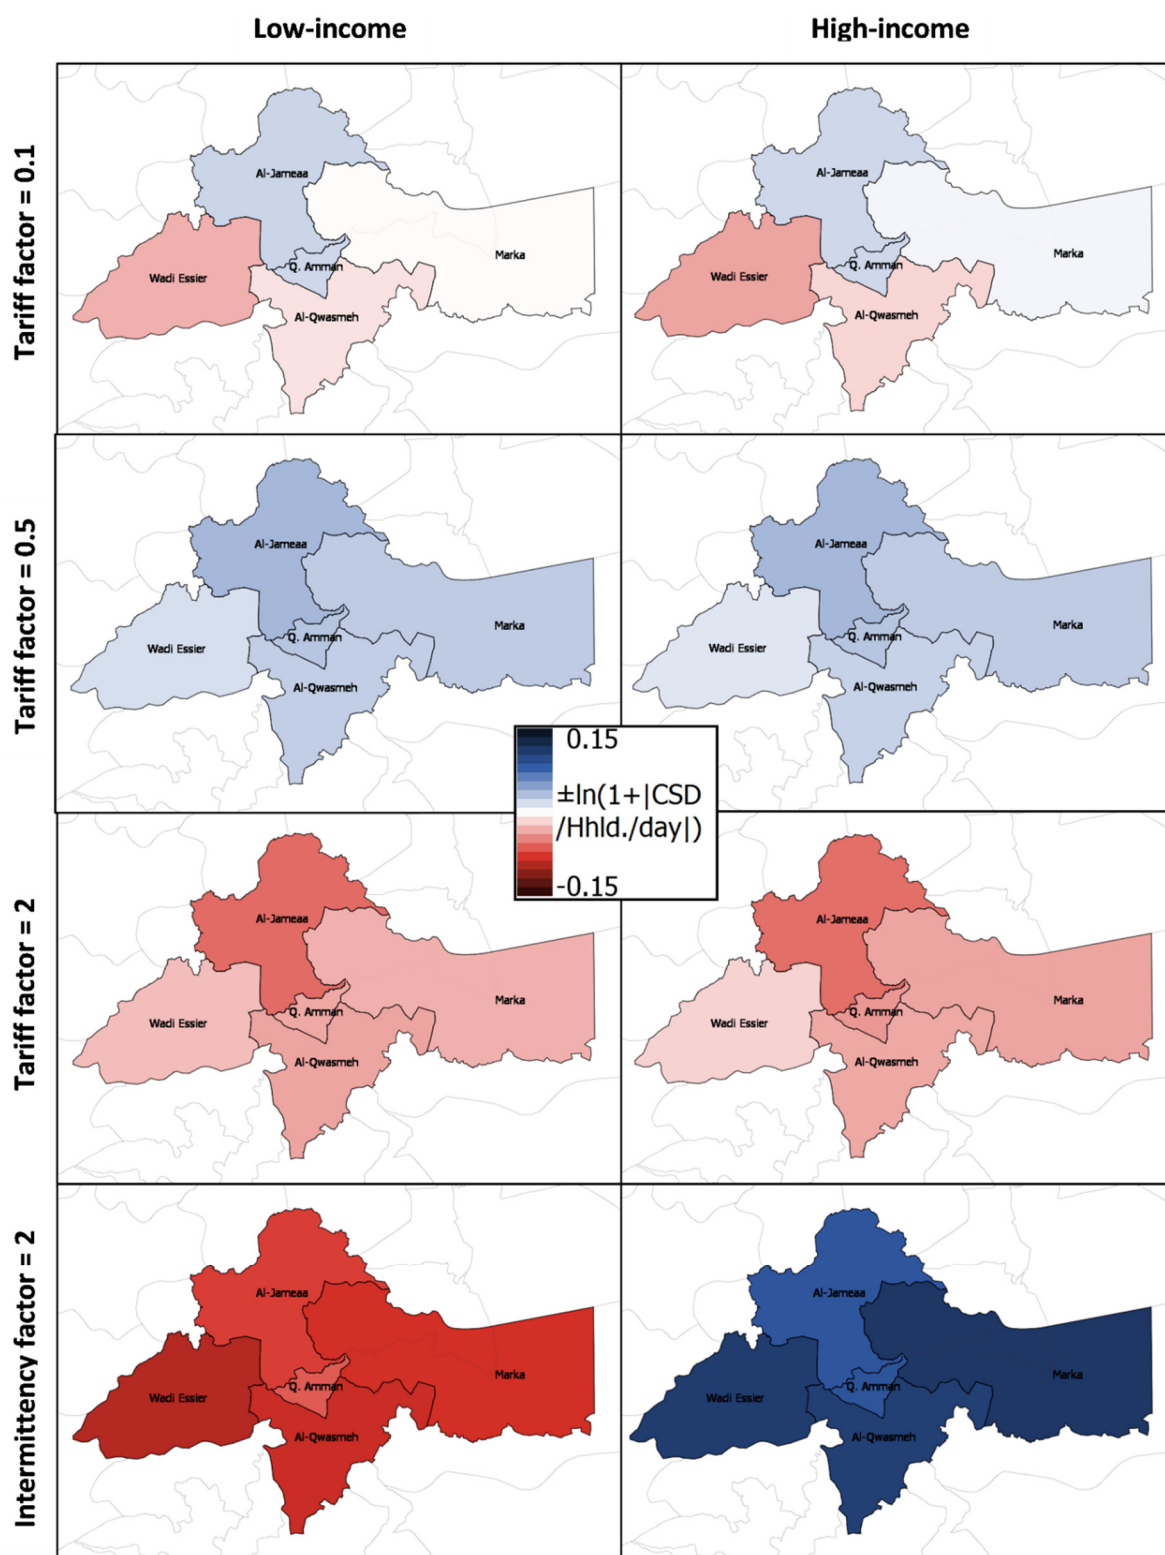 Low-income
High-income
Tariff factor = 0.1
Al-Jameaa
Wadi Essier
Q. Amman
Marka
Al-Qwasmeh
Al-Jameaa
Wadi Essier
Q. Amman
Marka
Al-Qwasmeh
Tariff factor = 0.5
Al-Jameaa
Wadi Essier
Q. Amman
Marka
Al-Qwasmeh
Al-Jameaa
Wadi Essier
Q. Amman
Marka
Al-Qwasmeh
0.15
±ln(1+|CSD
/Hhld./day|)
-0.15
Tariff factor = 2
Al-Jameaa
Wadi Essier
Q. Amman
Marka
Al-Qwasmeh
Al-Jameaa
Wadi Essier
Q. Amman
Marka
Al-Qwasmeh
Intermittency factor = 2
Al-Jameaa
Wadi Essier
Q. Amman
Marka
Al-Qwasmeh
Al-Jameaa
Wadi Essier
Q. Amman
Marka
Al-Qwasmeh